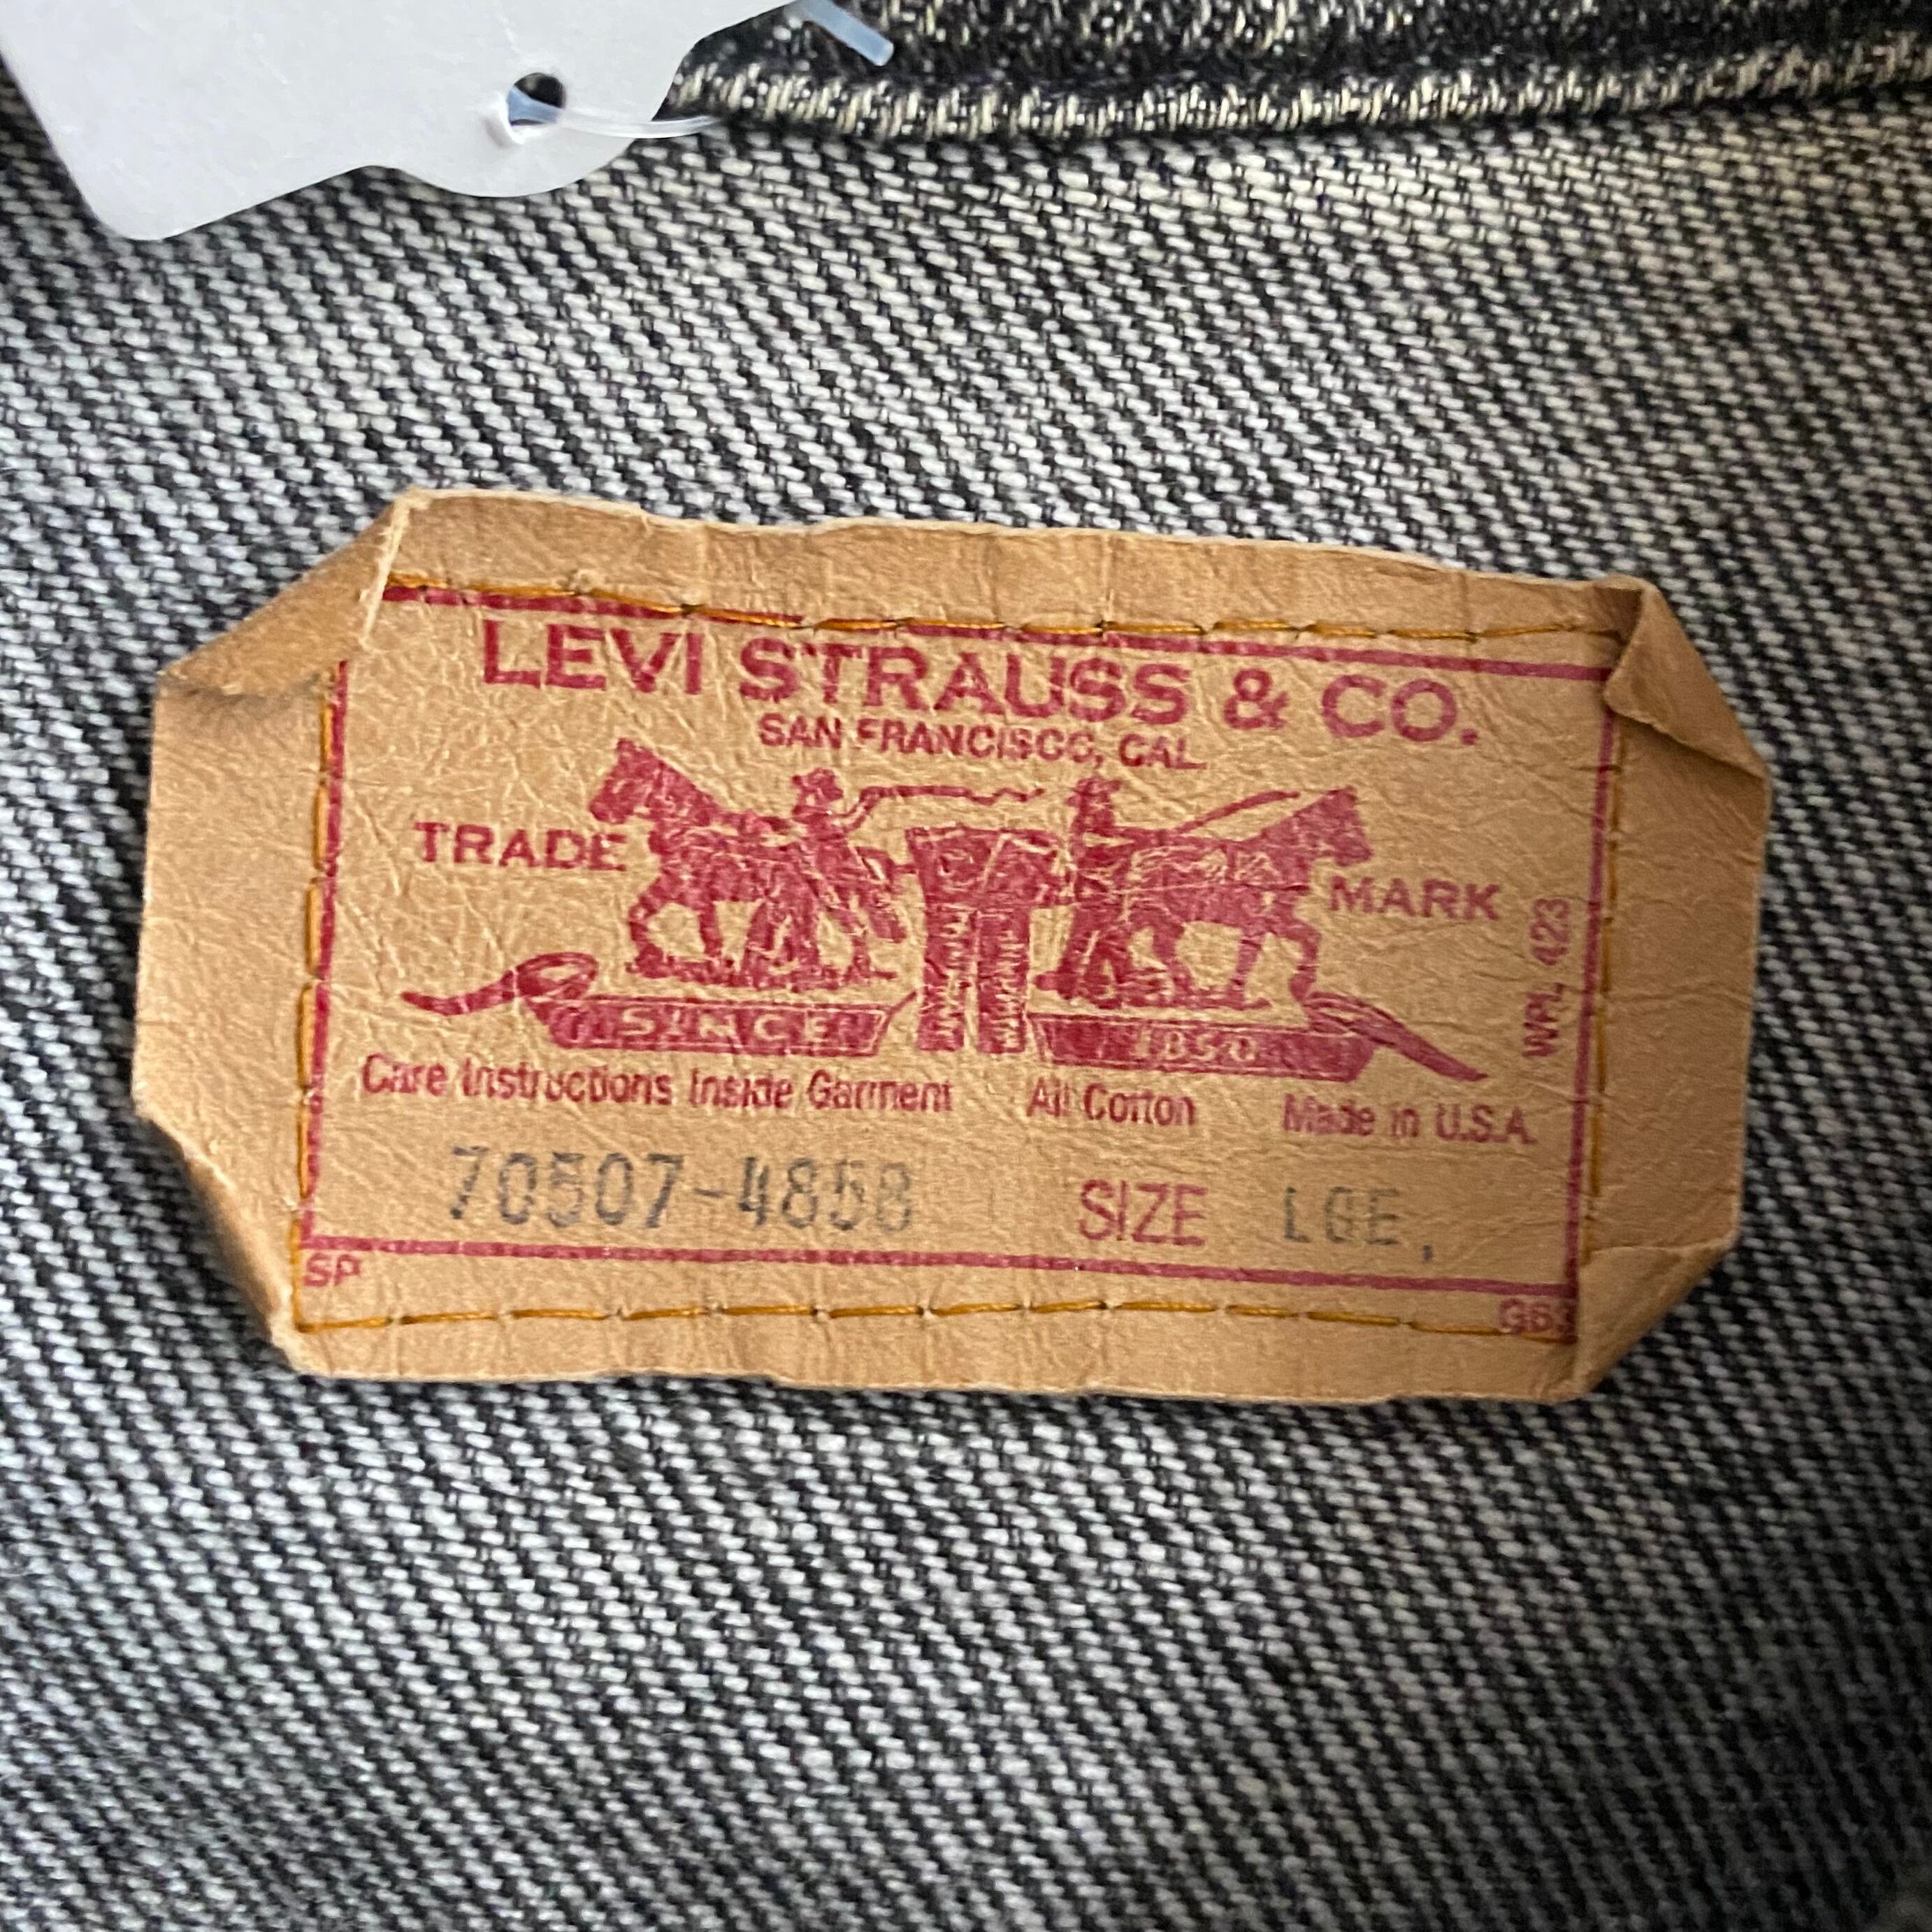 LEVI STRAUSS & CO.
SAN FRANCISCO, CAL.
TRADE MARK
SINCE 1850
WPL 423
Care Instructions Inside Garment All Cotton Made in U.S.A.
70507-4858 SIZE LGE.
SP